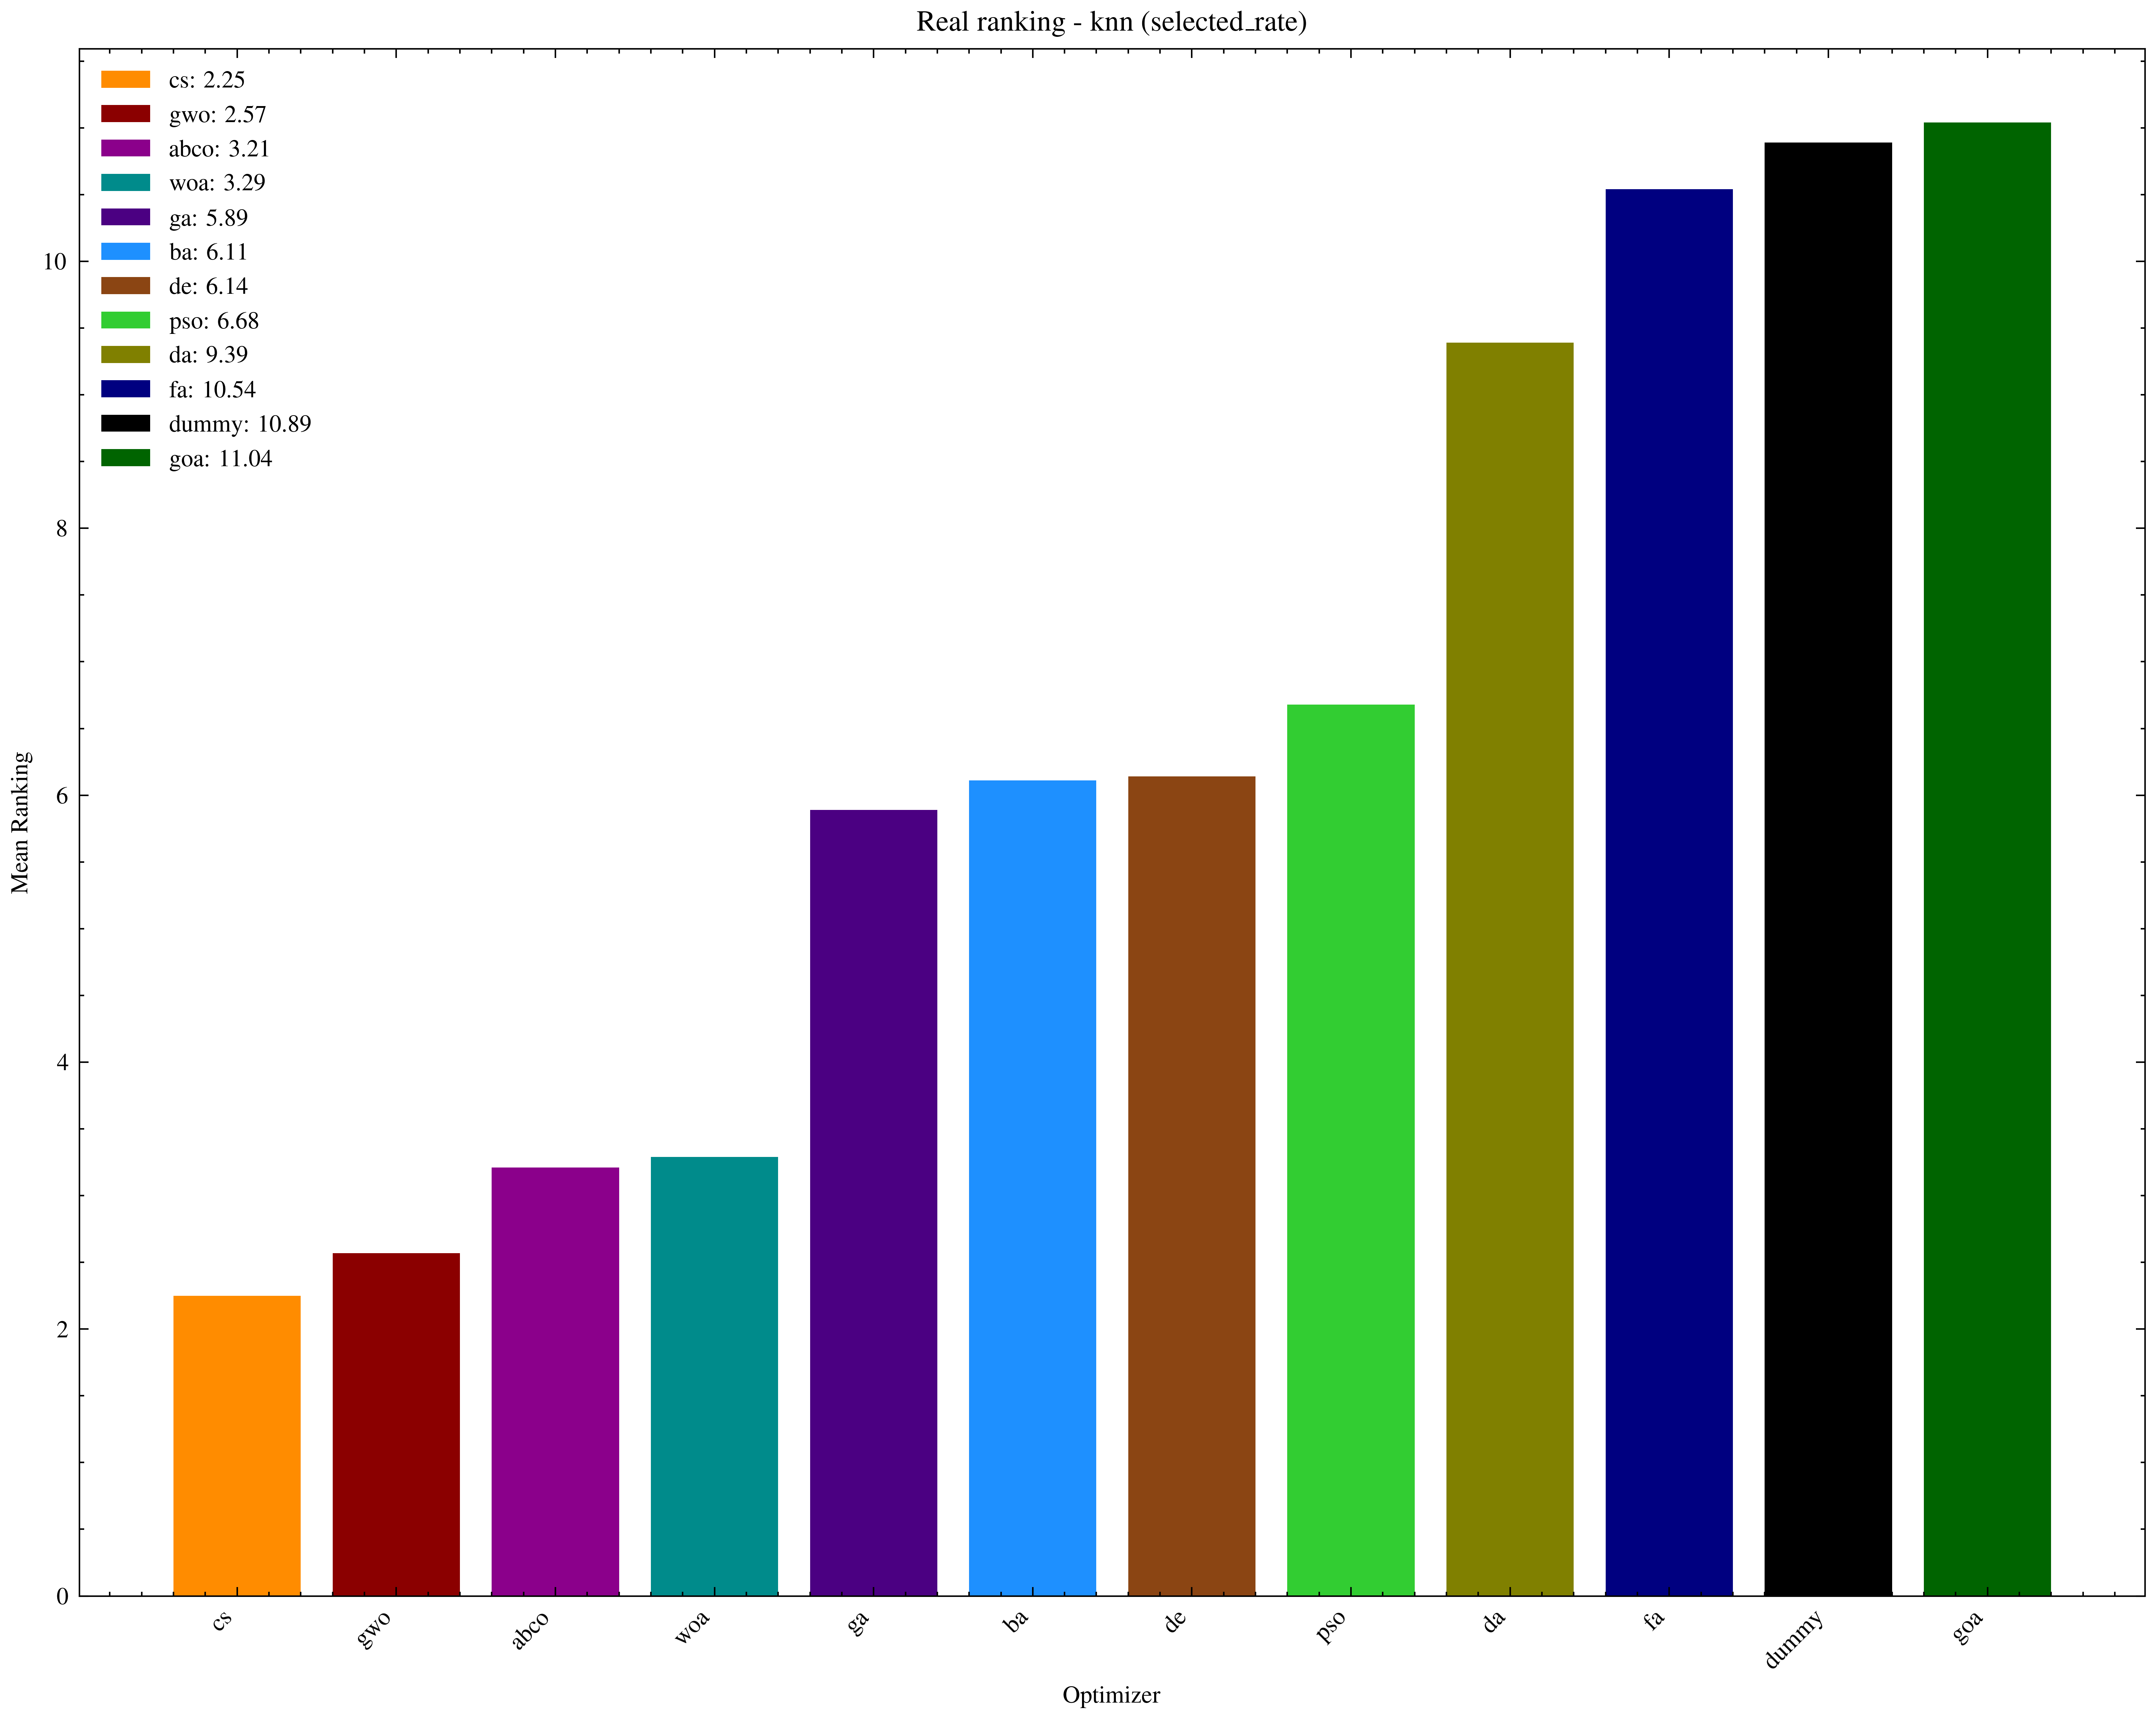 Real ranking - knn (selected_rate)
cs: 2.25
gwo: 2.57
abco: 3.21
woa: 3.29
ga: 5.89
ba: 6.11
de: 6.14
pso: 6.68
da: 9.39
fa: 10.54
dummy: 10.89
goa: 11.04
10
8
6
4
2
0
Mean Ranking
cs
gwo
abco
woa
ga
ba
de
pso
da
fa
dummy
goa
Optimizer